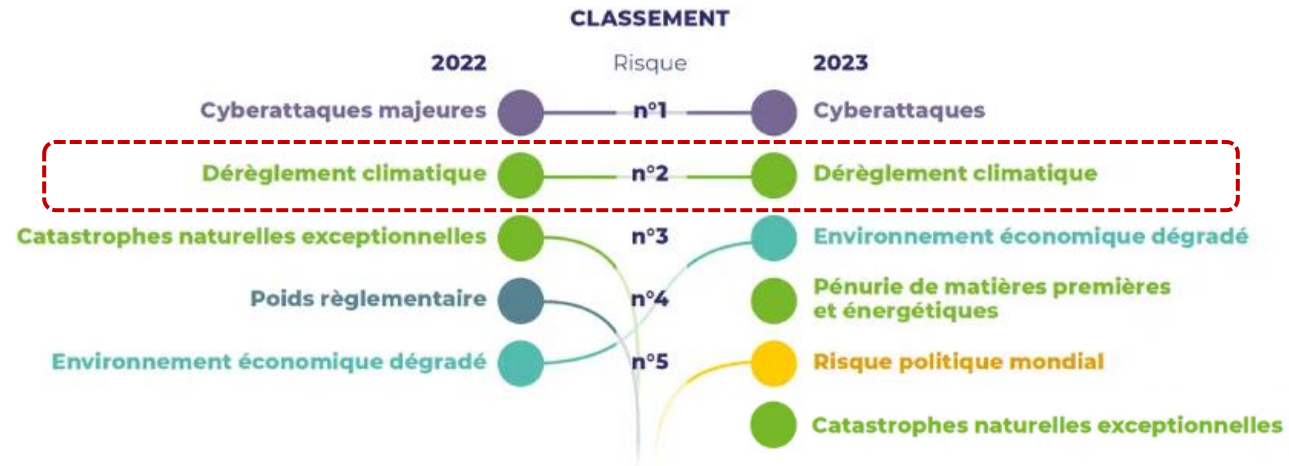 CLASSEMENT
2022 Risque 2023
Cyberattaques majeures n°1 Cyberattaques
Dérèglement climatique n°2 Dérèglement climatique
Catastrophes naturelles exceptionnelles n°3 Environnement économique dégradé
Poids règlementaire n°4 Pénurie de matières premières
et énergétiques
Environnement économique dégradé n°5 Risque politique mondial
Catastrophes naturelles exceptionnelles